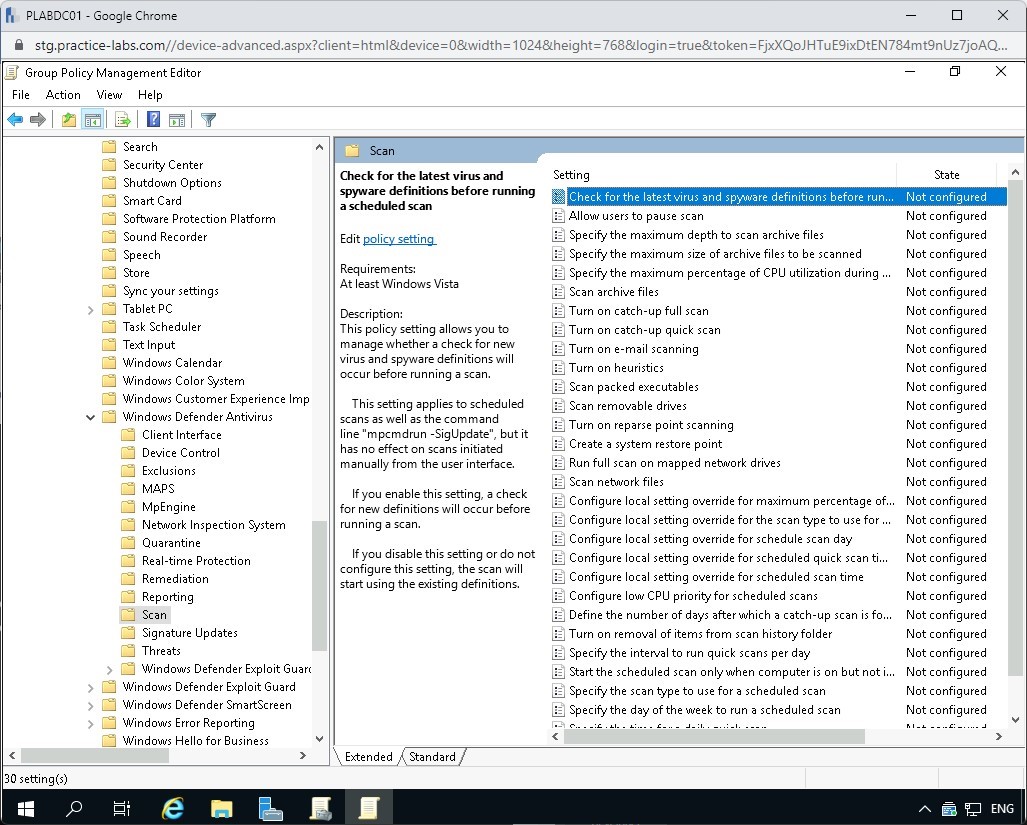 PLABDC01 - Google Chrome
stg.practice-labs.com//device-advanced.aspx?client=html&device=0&width=1024&height=768&login=true&token=FjxXQoJHTuE9ixDtEN784mt9nUz7joAQ...
Group Policy Management Editor
File Action View Help
Search
Security Center
Shutdown Options
Smart Card
Software Protection Platform
Sound Recorder
Speech
Store
Sync your settings
Tablet PC
Task Scheduler
Text Input
Windows Calendar
Windows Color System
Windows Customer Experience Imp
Windows Defender Antivirus
Client Interface
Device Control
Exclusions
MAPS
MpEngine
Network Inspection System
Quarantine
Real-time Protection
Remediation
Reporting
Scan
Signature Updates
Threats
Windows Defender Exploit Guard
Windows Defender Exploit Guard
Windows Defender SmartScreen
Windows Error Reporting
Windows Hello for Business
Scan
Check for the latest virus and
spyware definitions before running
a scheduled scan
Edit policy setting
Requirements:
At least Windows Vista
Description:
This policy setting allows you to
manage whether a check for new
virus and spyware definitions will
occur before running a scan.
This setting applies to scheduled
scans as well as the command
line "mpcmdrun -SigUpdate", but it
has no effect on scans initiated
manually from the user interface.
If you enable this setting, a check
for new definitions will occur before
running a scan.
If you disable this setting or do not
configure this setting, the scan will
start using the existing definitions.
Setting State
Check for the latest virus and spyware definitions before run... Not configured
Allow users to pause scan Not configured
Specify the maximum depth to scan archive files Not configured
Specify the maximum size of archive files to be scanned Not configured
Specify the maximum percentage of CPU utilization during ... Not configured
Scan archive files Not configured
Turn on catch-up full scan Not configured
Turn on catch-up quick scan Not configured
Turn on e-mail scanning Not configured
Turn on heuristics Not configured
Scan packed executables Not configured
Scan removable drives Not configured
Turn on reparse point scanning Not configured
Create a system restore point Not configured
Run full scan on mapped network drives Not configured
Scan network files Not configured
Configure local setting override for maximum percentage of... Not configured
Configure local setting override for the scan type to use for ... Not configured
Configure local setting override for schedule scan day Not configured
Configure local setting override for scheduled quick scan ti... Not configured
Configure local setting override for scheduled scan time Not configured
Configure low CPU priority for scheduled scans Not configured
Define the number of days after which a catch-up scan is fo... Not configured
Turn on removal of items from scan history folder Not configured
Specify the interval to run quick scans per day Not configured
Start the scheduled scan only when computer is on but not i... Not configured
Specify the scan type to use for a scheduled scan Not configured
Specify the day of the week to run a scheduled scan Not configured
Specify the time for a daily quick scan Not configured
Extended Standard
30 setting(s)
ENG